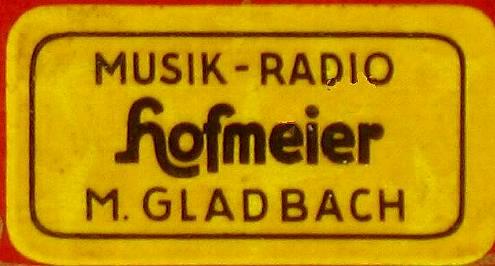 MUSIK-RADIO
Hofmeier
M. GLADBACH